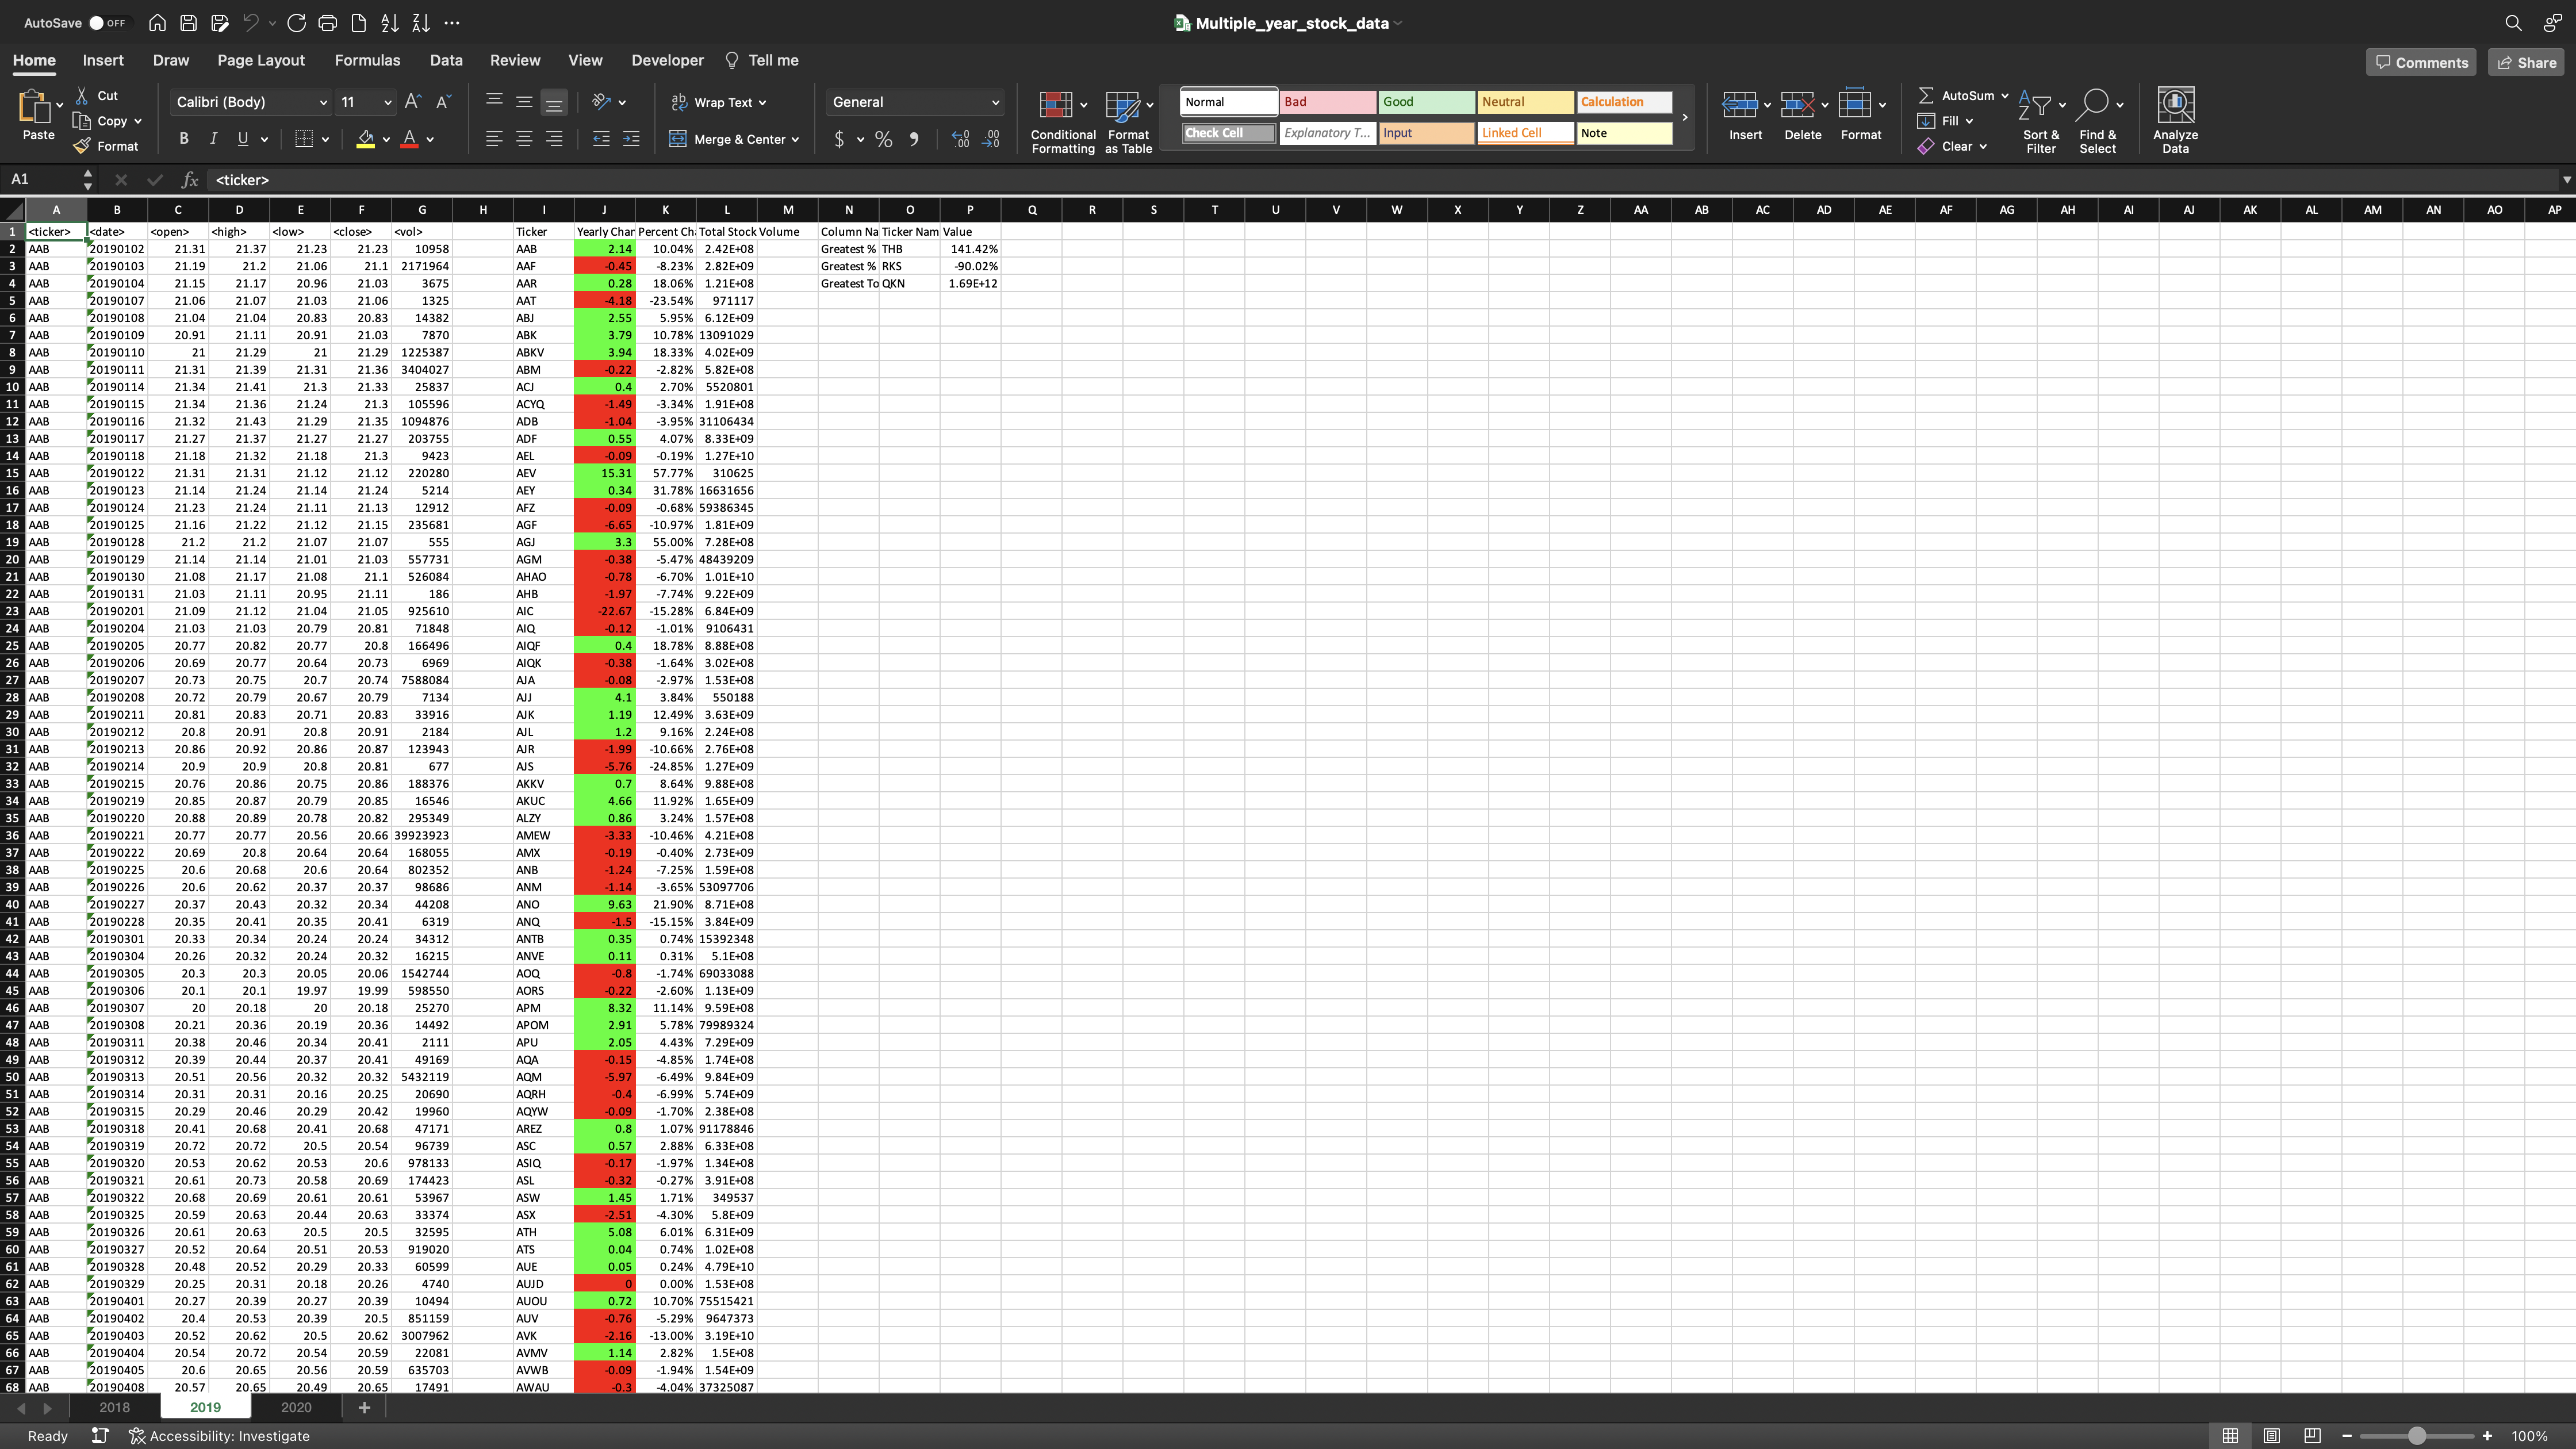 AutoSave OFF Multiple_year_stock_data
Home Insert Draw Page Layout Formulas Data Review View Developer Tell me Comments Share
Paste Cut Copy Format Calibri (Body) 11 Wrap Text Merge & Center General Conditional Formatting Format as Table Normal Bad Good Neutral Calculation Check Cell Explanatory T... Input Linked Cell Note Insert Delete Format AutoSum Fill Clear Sort & Filter Find & Select Analyze Data
A1 fx <ticker>
A B C D E F G H I J K L M N O P Q R S T U V W X Y Z AA AB AC AD AE AF AG AH AI AJ AK AL AM AN AO AP
1 <ticker> <date> <open> <high> <low> <close> <vol> Ticker Yearly Char Percent Ch Total Stock Volume Column Na Ticker Nam Value
2 AAB 20190102 21.31 21.37 21.23 21.23 10958 AAB 2.14 10.04% 2.42E+08 Greatest % THB 141.42%
3 AAB 20190103 21.19 21.2 21.06 21.1 2171964 AAF -0.45 -8.23% 2.82E+09 Greatest % RKS -90.02%
4 AAB 20190104 21.15 21.17 20.96 21.03 3675 AAR 0.28 18.06% 1.21E+08 Greatest To QKN 1.69E+12
5 AAB 20190107 21.06 21.07 21.03 21.06 1325 AAT -4.18 -23.54% 971117
6 AAB 20190108 21.04 21.04 20.83 20.83 14382 ABJ 2.55 5.95% 6.12E+09
7 AAB 20190109 20.91 21.11 20.91 21.03 7870 ABK 3.79 10.78% 13091029
8 AAB 20190110 21 21.29 21 21.29 1225387 ABKV 3.94 18.33% 4.02E+09
9 AAB 20190111 21.31 21.39 21.31 21.36 3404027 ABM -0.22 -2.82% 5.82E+08
10 AAB 20190114 21.34 21.41 21.3 21.33 25837 ACJ 0.4 2.70% 5520801
11 AAB 20190115 21.34 21.36 21.24 21.3 105596 ACYQ -1.49 -3.34% 1.91E+08
12 AAB 20190116 21.32 21.43 21.29 21.35 1094876 ADB -1.04 -3.95% 31106434
13 AAB 20190117 21.27 21.37 21.27 21.27 203755 ADF 0.55 4.07% 8.33E+09
14 AAB 20190118 21.18 21.32 21.18 21.3 9423 AEL -0.09 -0.19% 1.27E+10
15 AAB 20190122 21.31 21.31 21.12 21.12 220280 AEV 15.31 57.77% 310625
16 AAB 20190123 21.14 21.24 21.14 21.24 5214 AEY 0.34 31.78% 16631656
17 AAB 20190124 21.23 21.24 21.11 21.13 12912 AFZ -0.09 -0.68% 59386345
18 AAB 20190125 21.16 21.22 21.12 21.15 235681 AGF -6.65 -10.97% 1.81E+09
19 AAB 20190128 21.2 21.2 21.07 21.07 555 AGJ 3.3 55.00% 7.28E+08
20 AAB 20190129 21.14 21.14 21.01 21.03 557731 AGM -0.38 -5.47% 48439209
21 AAB 20190130 21.08 21.17 21.08 21.1 526084 AHAO -0.78 -6.70% 1.01E+10
22 AAB 20190131 21.03 21.11 20.95 21.11 186 AHB -1.97 -7.74% 9.22E+09
23 AAB 20190201 21.09 21.12 21.04 21.05 925610 AIC -22.67 -15.28% 6.84E+09
24 AAB 20190204 21.03 21.03 20.79 20.81 71848 AIQ -0.12 -1.01% 9106431
25 AAB 20190205 20.77 20.82 20.77 20.8 166496 AIQF 0.4 18.78% 8.88E+08
26 AAB 20190206 20.69 20.77 20.64 20.73 6969 AIQK -0.38 -1.64% 3.02E+08
27 AAB 20190207 20.73 20.75 20.7 20.74 7588084 AJA -0.08 -2.97% 1.53E+08
28 AAB 20190208 20.72 20.79 20.67 20.79 7134 AJJ 4.1 3.84% 550188
29 AAB 20190211 20.81 20.83 20.71 20.83 33916 AJK 1.19 12.49% 3.63E+09
30 AAB 20190212 20.8 20.91 20.8 20.91 2184 AJL 1.2 9.16% 2.24E+08
31 AAB 20190213 20.86 20.92 20.86 20.87 123943 AJR -1.99 -10.66% 2.76E+08
32 AAB 20190214 20.9 20.9 20.8 20.81 677 AJS -5.76 -24.85% 1.27E+09
33 AAB 20190215 20.76 20.86 20.75 20.86 188376 AKKV 0.7 8.64% 9.88E+08
34 AAB 20190219 20.85 20.87 20.79 20.85 16546 AKUC 4.66 11.92% 1.65E+09
35 AAB 20190220 20.88 20.89 20.78 20.82 295349 ALZY 0.86 3.24% 1.57E+08
36 AAB 20190221 20.77 20.77 20.56 20.66 39923923 AMEW -3.33 -10.46% 4.21E+08
37 AAB 20190222 20.69 20.8 20.64 20.64 168055 AMX -0.19 -0.40% 2.73E+09
38 AAB 20190225 20.6 20.68 20.6 20.64 802352 ANB -1.24 -7.25% 1.59E+08
39 AAB 20190226 20.6 20.62 20.37 20.37 98686 ANM -1.14 -3.65% 53097706
40 AAB 20190227 20.37 20.43 20.32 20.34 44208 ANO 9.63 21.90% 8.71E+08
41 AAB 20190228 20.35 20.41 20.35 20.41 6319 ANQ -1.5 -15.15% 3.84E+09
42 AAB 20190301 20.33 20.34 20.24 20.24 34312 ANTB 0.35 0.74% 15392348
43 AAB 20190304 20.26 20.32 20.24 20.32 16215 ANVE 0.11 0.31% 5.1E+08
44 AAB 20190305 20.3 20.3 20.05 20.06 1542744 AOQ -0.8 -1.74% 69033088
45 AAB 20190306 20.1 20.1 19.97 19.99 598550 AORS -0.22 -2.60% 1.13E+09
46 AAB 20190307 20 20.18 20 20.18 25270 APM 8.32 11.14% 9.59E+08
47 AAB 20190308 20.21 20.36 20.19 20.36 14492 APOM 2.91 5.78% 79989324
48 AAB 20190311 20.38 20.46 20.34 20.41 2111 APU 2.05 4.43% 7.29E+09
49 AAB 20190312 20.39 20.44 20.37 20.41 49169 AQA -0.15 -4.85% 1.74E+08
50 AAB 20190313 20.51 20.56 20.32 20.32 5432119 AQM -5.97 -6.49% 9.84E+09
51 AAB 20190314 20.31 20.31 20.16 20.25 20690 AQRH -0.4 -6.99% 5.74E+09
52 AAB 20190315 20.29 20.46 20.29 20.42 19960 AQYW -0.09 -1.70% 2.38E+08
53 AAB 20190318 20.41 20.68 20.41 20.68 47171 AREZ 0.8 1.07% 91178846
54 AAB 20190319 20.72 20.72 20.5 20.54 96739 ASC 0.57 2.88% 6.33E+08
55 AAB 20190320 20.53 20.62 20.53 20.6 978133 ASIQ -0.17 -1.97% 1.34E+08
56 AAB 20190321 20.61 20.73 20.58 20.69 174423 ASL -0.32 -0.27% 3.91E+08
57 AAB 20190322 20.68 20.69 20.61 20.61 53967 ASW 1.45 1.71% 349537
58 AAB 20190325 20.59 20.63 20.44 20.63 33374 ASX -2.51 -4.30% 5.8E+09
59 AAB 20190326 20.61 20.63 20.5 20.5 32595 ATH 5.08 6.01% 6.31E+09
60 AAB 20190327 20.52 20.64 20.51 20.53 919020 ATS 0.04 0.74% 1.02E+08
61 AAB 20190328 20.48 20.52 20.29 20.33 60599 AUE 0.05 0.24% 4.79E+10
62 AAB 20190329 20.25 20.31 20.18 20.26 4740 AUJD 0 0.00% 1.53E+08
63 AAB 20190401 20.27 20.39 20.27 20.39 10494 AUOU 0.72 10.70% 75515421
64 AAB 20190402 20.4 20.53 20.39 20.5 851159 AUV -0.76 -5.29% 9647373
65 AAB 20190403 20.52 20.62 20.5 20.62 3007962 AVK -2.16 -13.00% 3.19E+10
66 AAB 20190404 20.54 20.72 20.54 20.59 22081 AVMV 1.14 2.82% 1.5E+08
67 AAB 20190405 20.6 20.65 20.56 20.59 635703 AVWB -0.09 -1.94% 1.54E+09
68 AAB 20190408 20.57 20.65 20.49 20.65 17491 AWAU -0.3 -4.04% 37325087
2018 2019 2020 +
Ready Accessibility: Investigate 100%